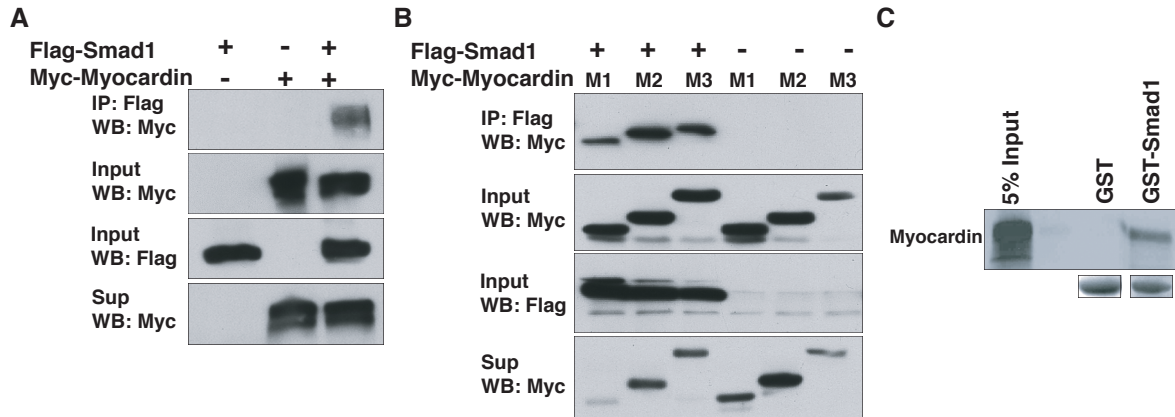 A
Flag-Smad1 + - +
Myc-Myocardin - + +
IP: Flag
WB: Myc
Input
WB: Myc
Input
WB: Flag
Sup
WB: Myc
B
Flag-Smad1 + + + - - -
Myc-Myocardin M1 M2 M3 M1 M2 M3
IP: Flag
WB: Myc
Input
WB: Myc
Input
WB: Flag
Sup
WB: Myc
C
5% Input
GST
GST-Smad1
Myocardin